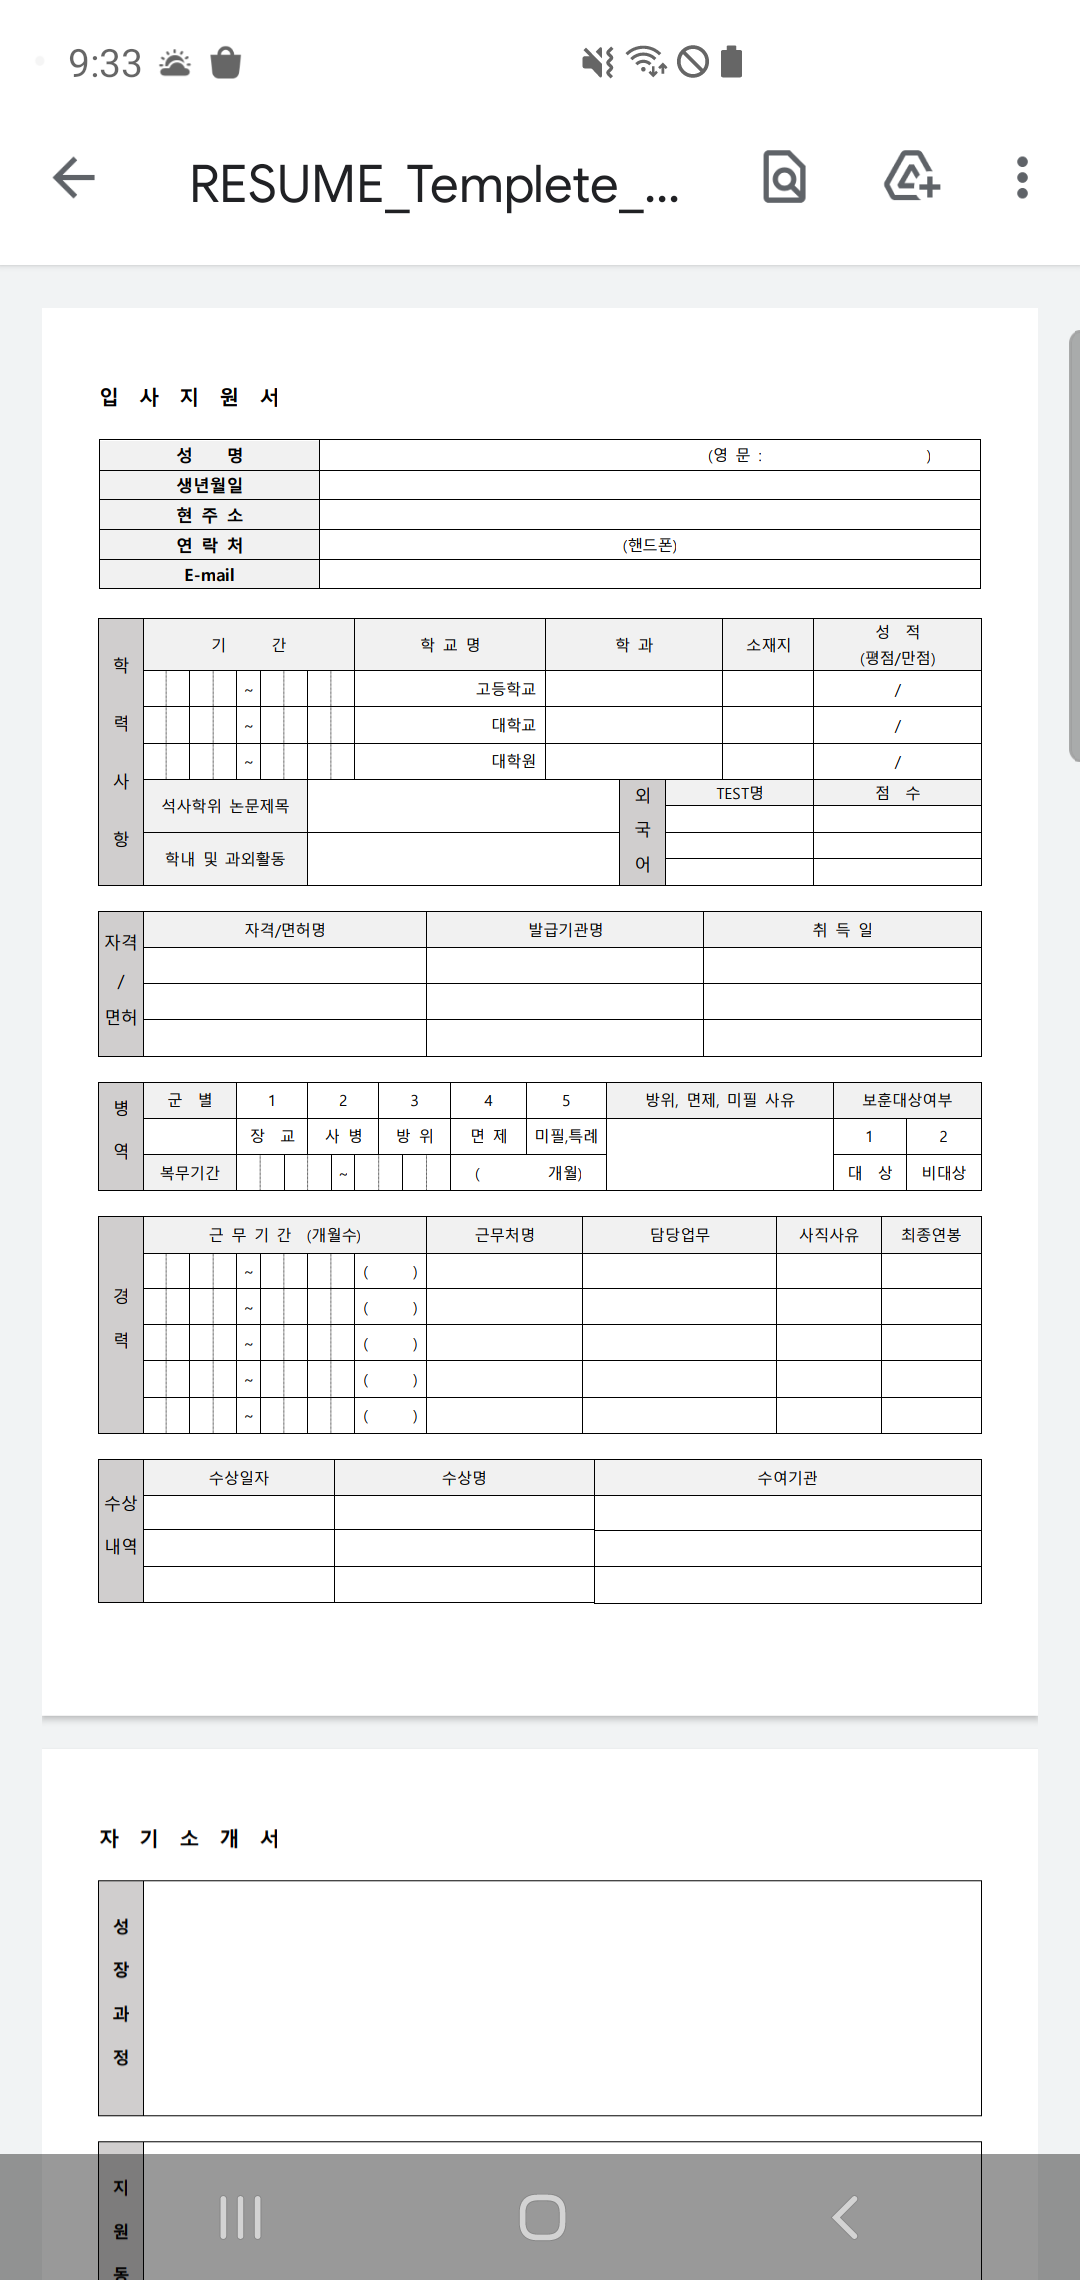 9:33
RESUME_Templete_...
입 사 지 원 서
성 명 (영 문 : )
생년월일
현 주 소
연 락 처 (핸드폰)
E-mail
학 력 사 항
기 간 학 교 명 학 과 소재지 성 적 (평점/만점)
~ 고등학교 /
~ 대학교 /
~ 대학원 /
석사학위 논문제목 외 국 어 TEST명 점 수
학내 및 과외활동
자격 / 면허
자격/면허명 발급기관명 취 득 일
병 역
군 별 1 2 3 4 5 방위, 면제, 미필 사유 보훈대상여부
장 교 사 병 방 위 면 제 미필,특례 1 2
복무기간 ~ ( 개월) 대 상 비대상
경 력
근 무 기 간 (개월수) 근무처명 담당업무 사직사유 최종연봉
~ ( )
~ ( )
~ ( )
~ ( )
~ ( )
수상 내역
수상일자 수상명 수여기관
자 기 소 개 서
성 장 과 정
지 원 동